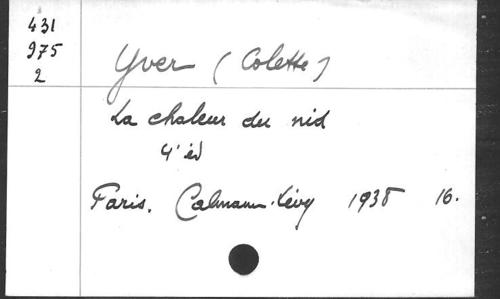 431
975
2
Yver (Colette)
La chaleur du nid
4' éd
Paris. Calmann-Lévy 1938 16.